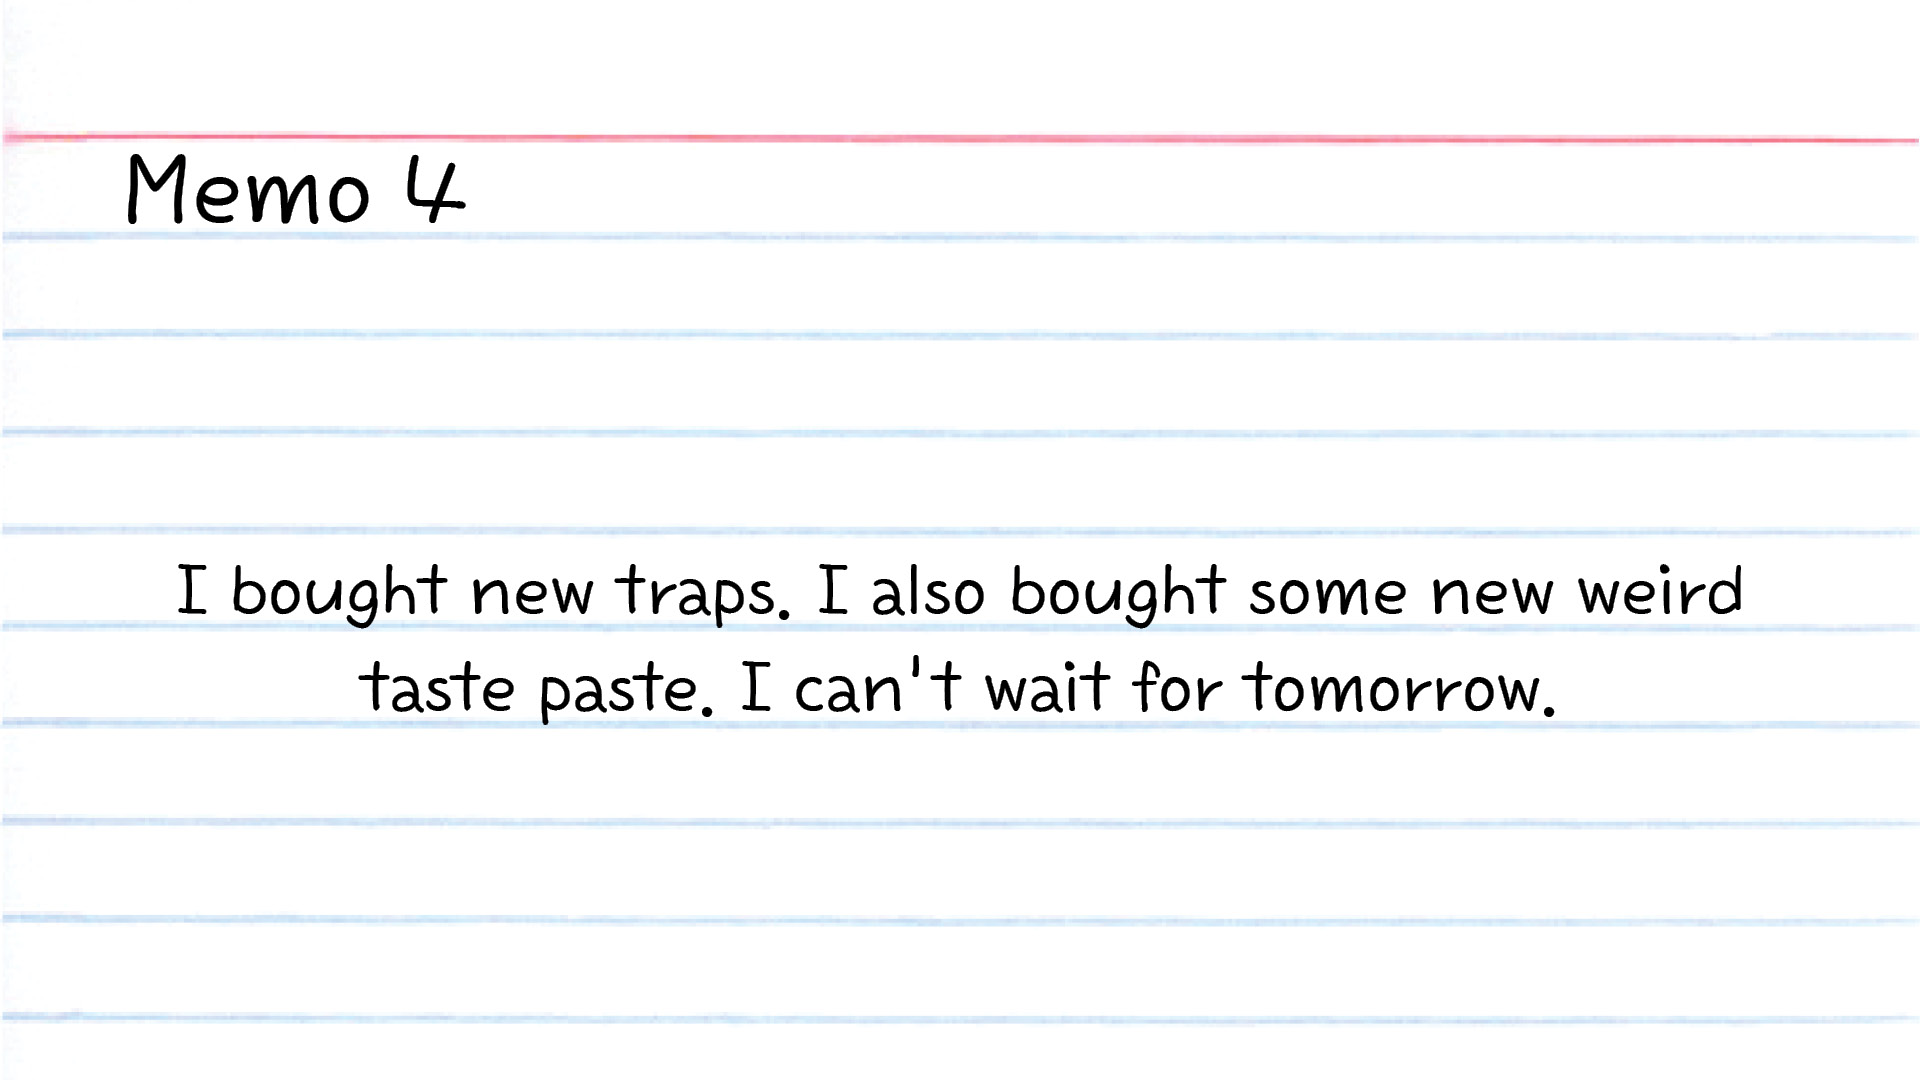 Memo 4
I bought new traps. I also bought some new weird
taste paste. I can't wait for tomorrow.